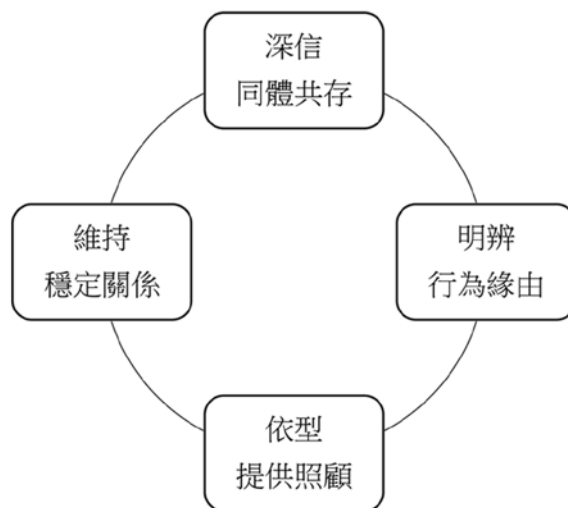 深信
同體共存
維持
穩定關係
明辨
行為緣由
依型
提供照顧